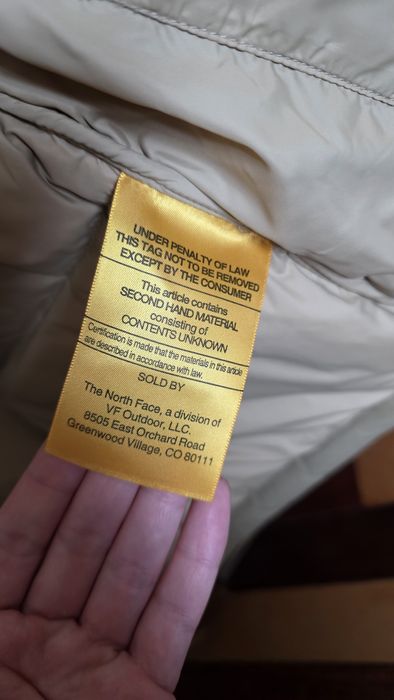 UNDER PENALTY OF LAW
THIS TAG NOT TO BE REMOVED
EXCEPT BY THE CONSUMER
This article contains
SECOND HAND MATERIAL
consisting of
CONTENTS UNKNOWN
Certification is made that the materials in this article
are described in accordance with law.
SOLD BY
The North Face, a division of
VF Outdoor, LLC.
8505 East Orchard Road
Greenwood Village, CO 80111